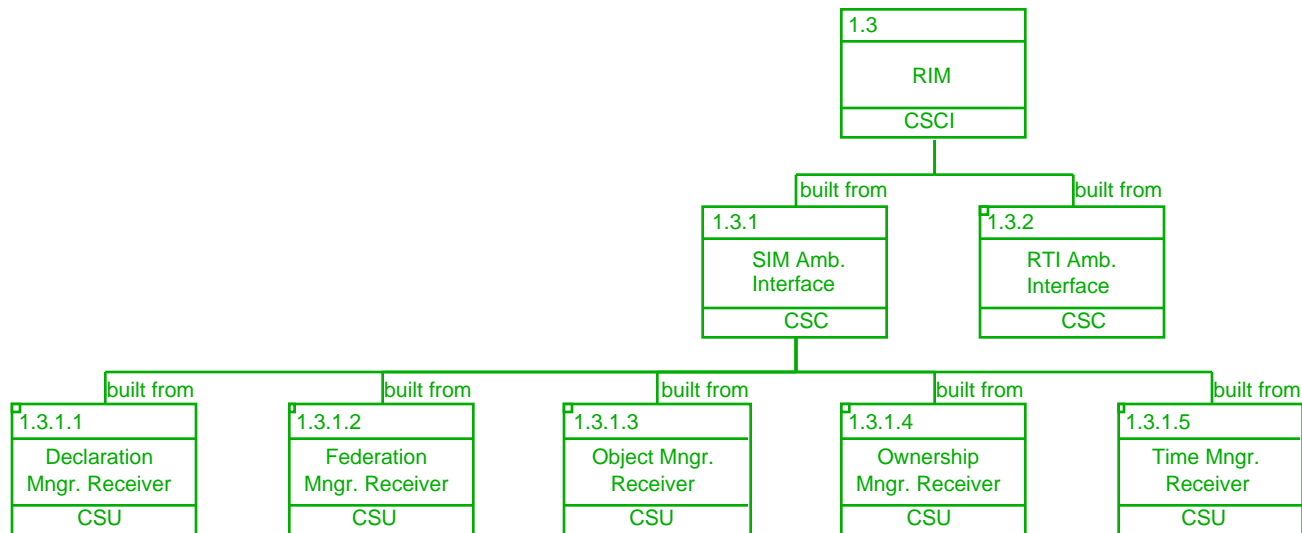 1.3
RIM
CSCI
built from
built from
1.3.1
1.3.2
SIM Amb.
Interface
RTI Amb.
Interface
CSC
CSC
built from
built from
built from
built from
built from
1.3.1.1
1.3.1.2
1.3.1.3
1.3.1.4
1.3.1.5
Declaration
Mngr. Receiver
Federation
Mngr. Receiver
Object Mngr.
Receiver
Ownership
Mngr. Receiver
Time Mngr.
Receiver
CSU
CSU
CSU
CSU
CSU